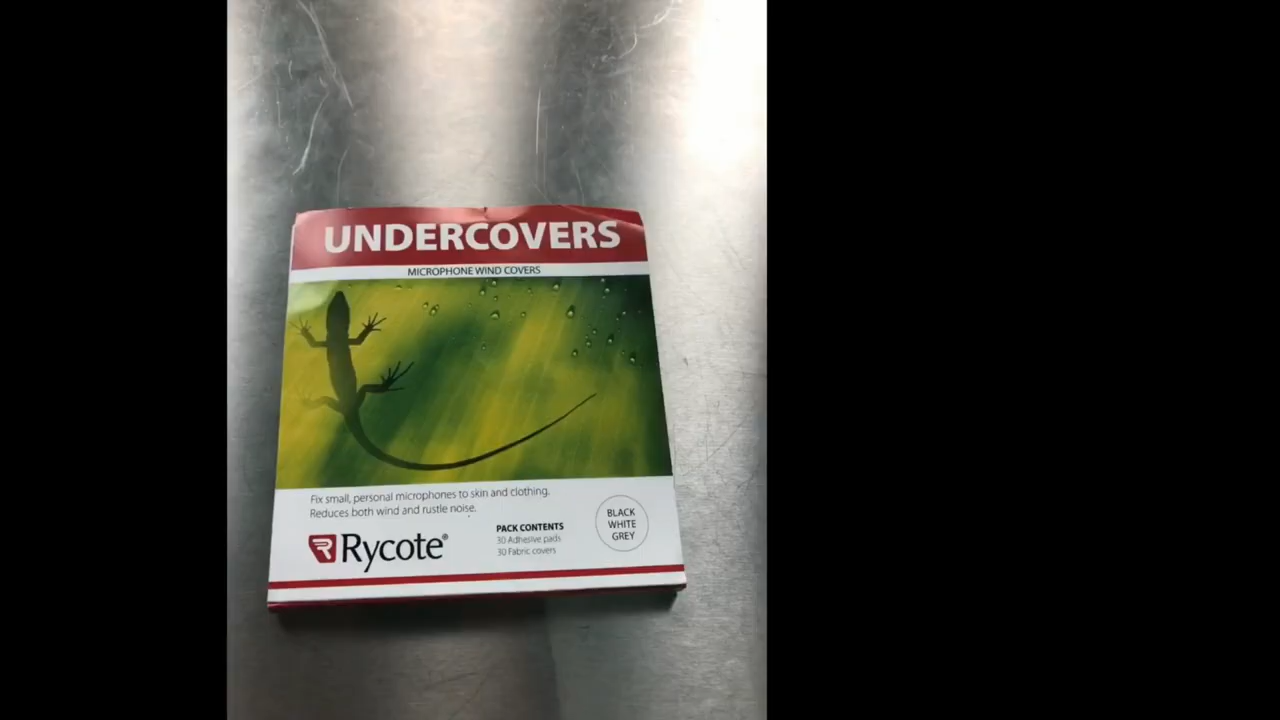 UNDERCOVERS
MICROPHONE WIND COVERS
Fix small, personal microphones to skin and clothing.
Reduces both wind and rustle noise.
Rycote®
PACK CONTENTS
30 Adhesive pads
30 Fabric covers
BLACK
WHITE
GREY